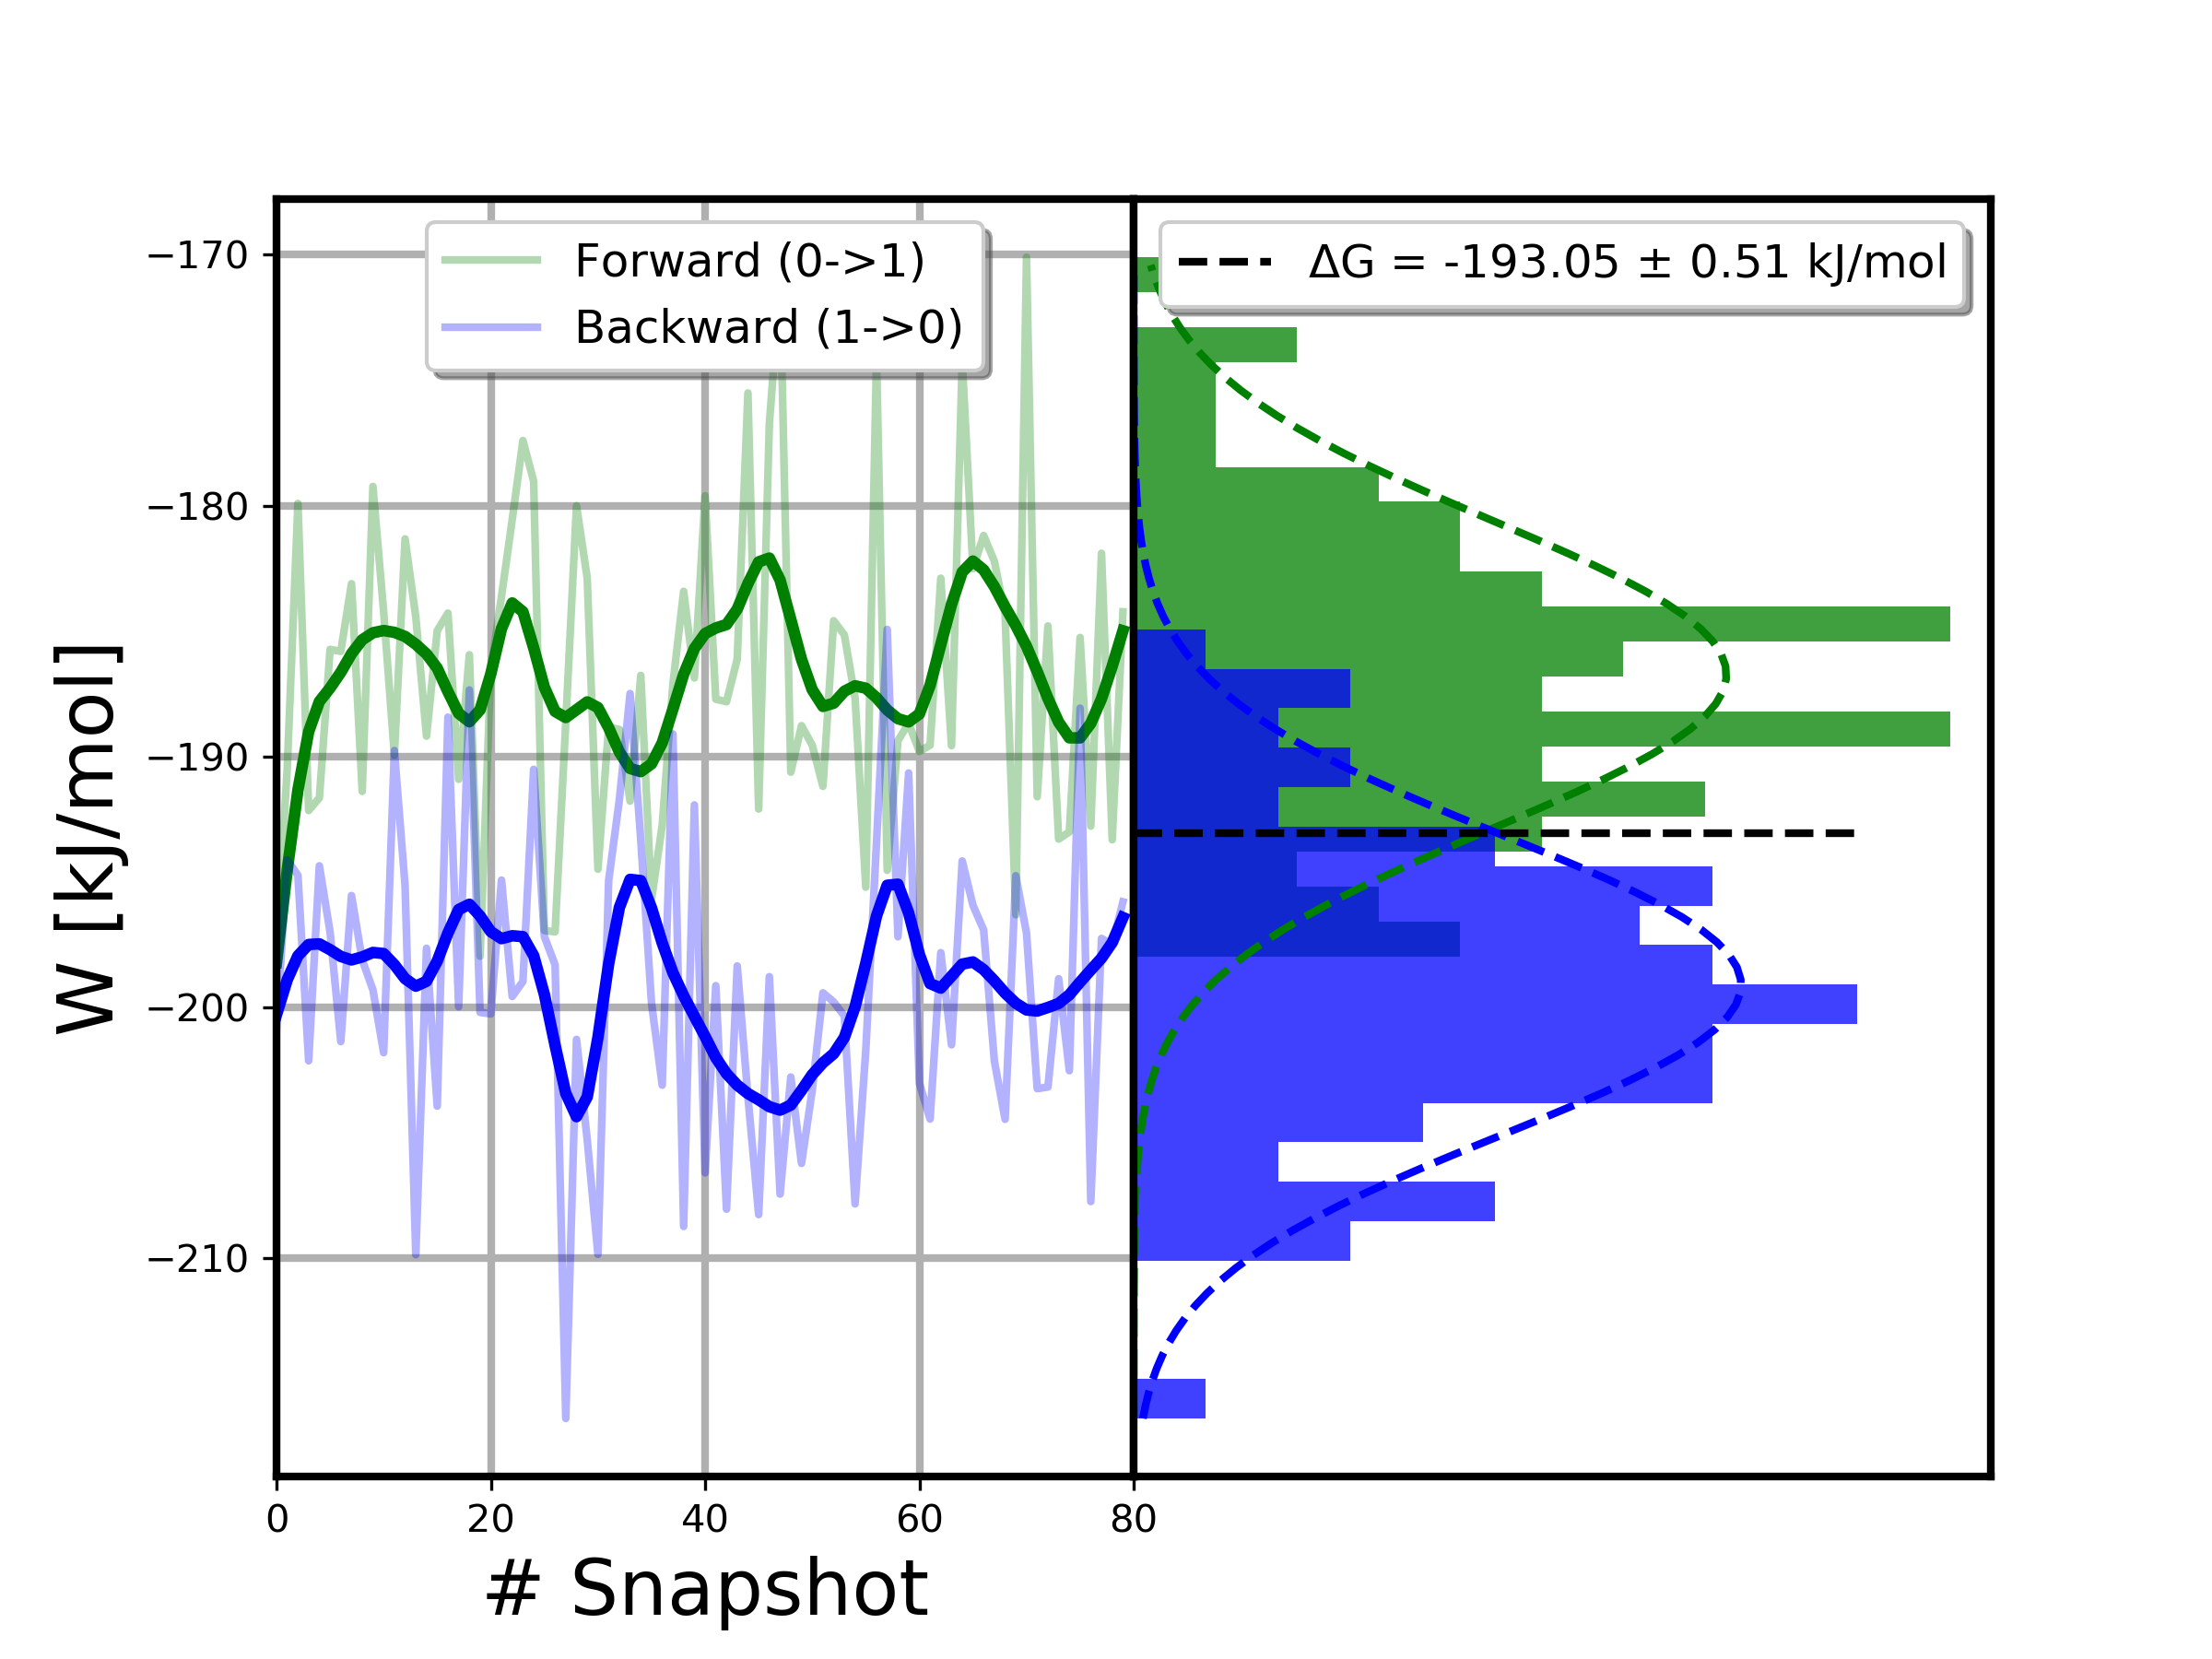 Forward (0->1)
Backward (1->0)
ΔG = -193.05 ± 0.51 kJ/mol
−170
−180
−190
−200
−210
W [kJ/mol]
0 20 40 60 80
# Snapshot